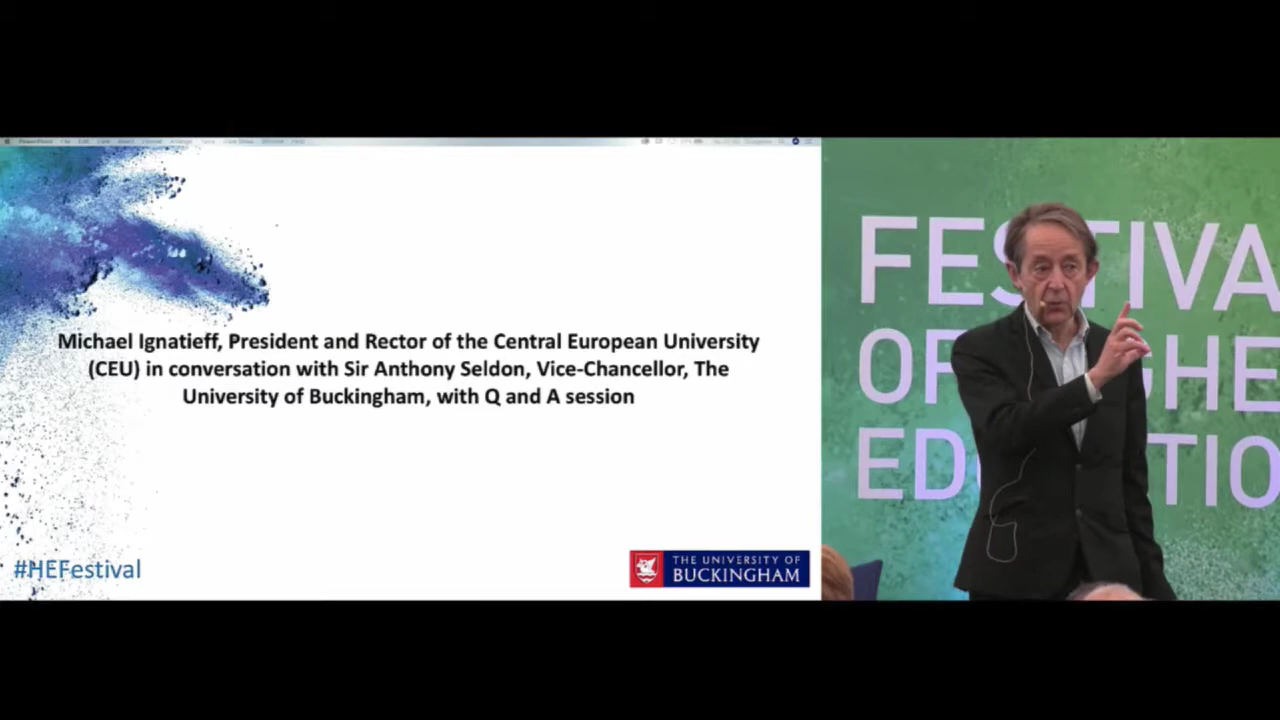 Michael Ignatieff, President and Rector of the Central European University
(CEU) in conversation with Sir Anthony Seldon, Vice-Chancellor, The
University of Buckingham, with Q and A session
#HEFestival
THE UNIVERSITY OF
BUCKINGHAM
FESTIVA
OF HE
ED TIO